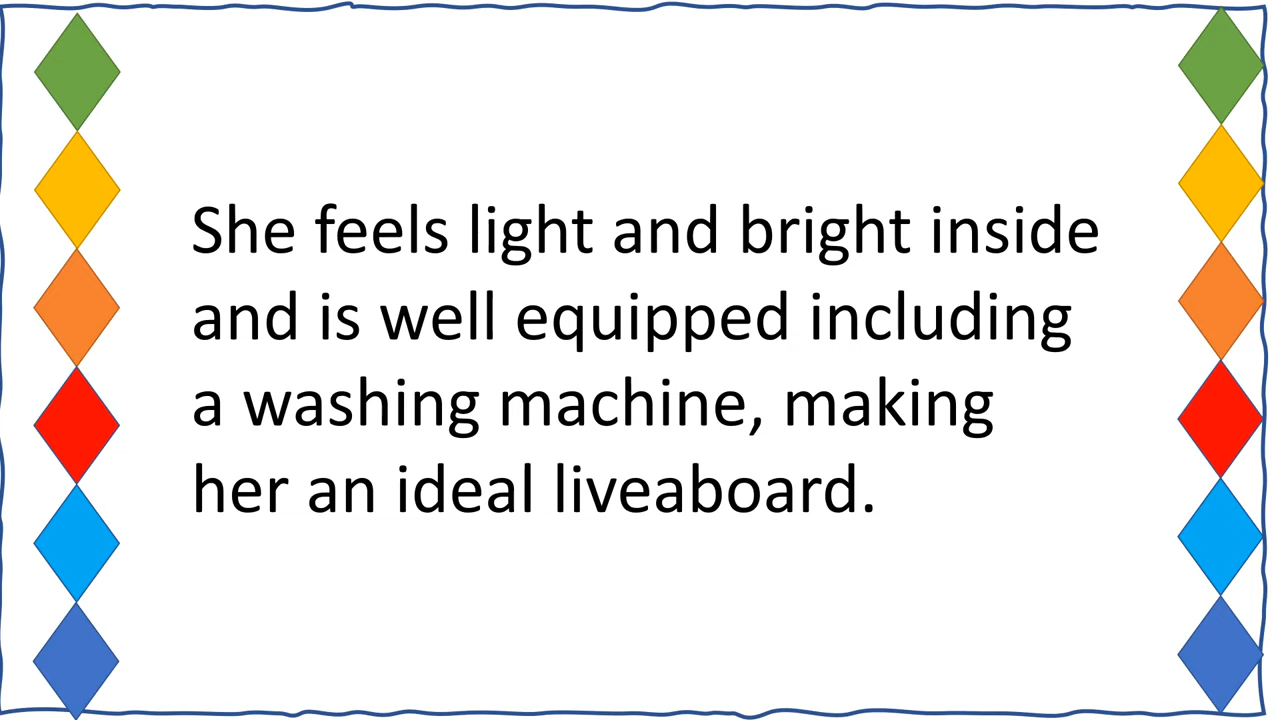 She feels light and bright inside
and is well equipped including
a washing machine, making
her an ideal liveaboard.